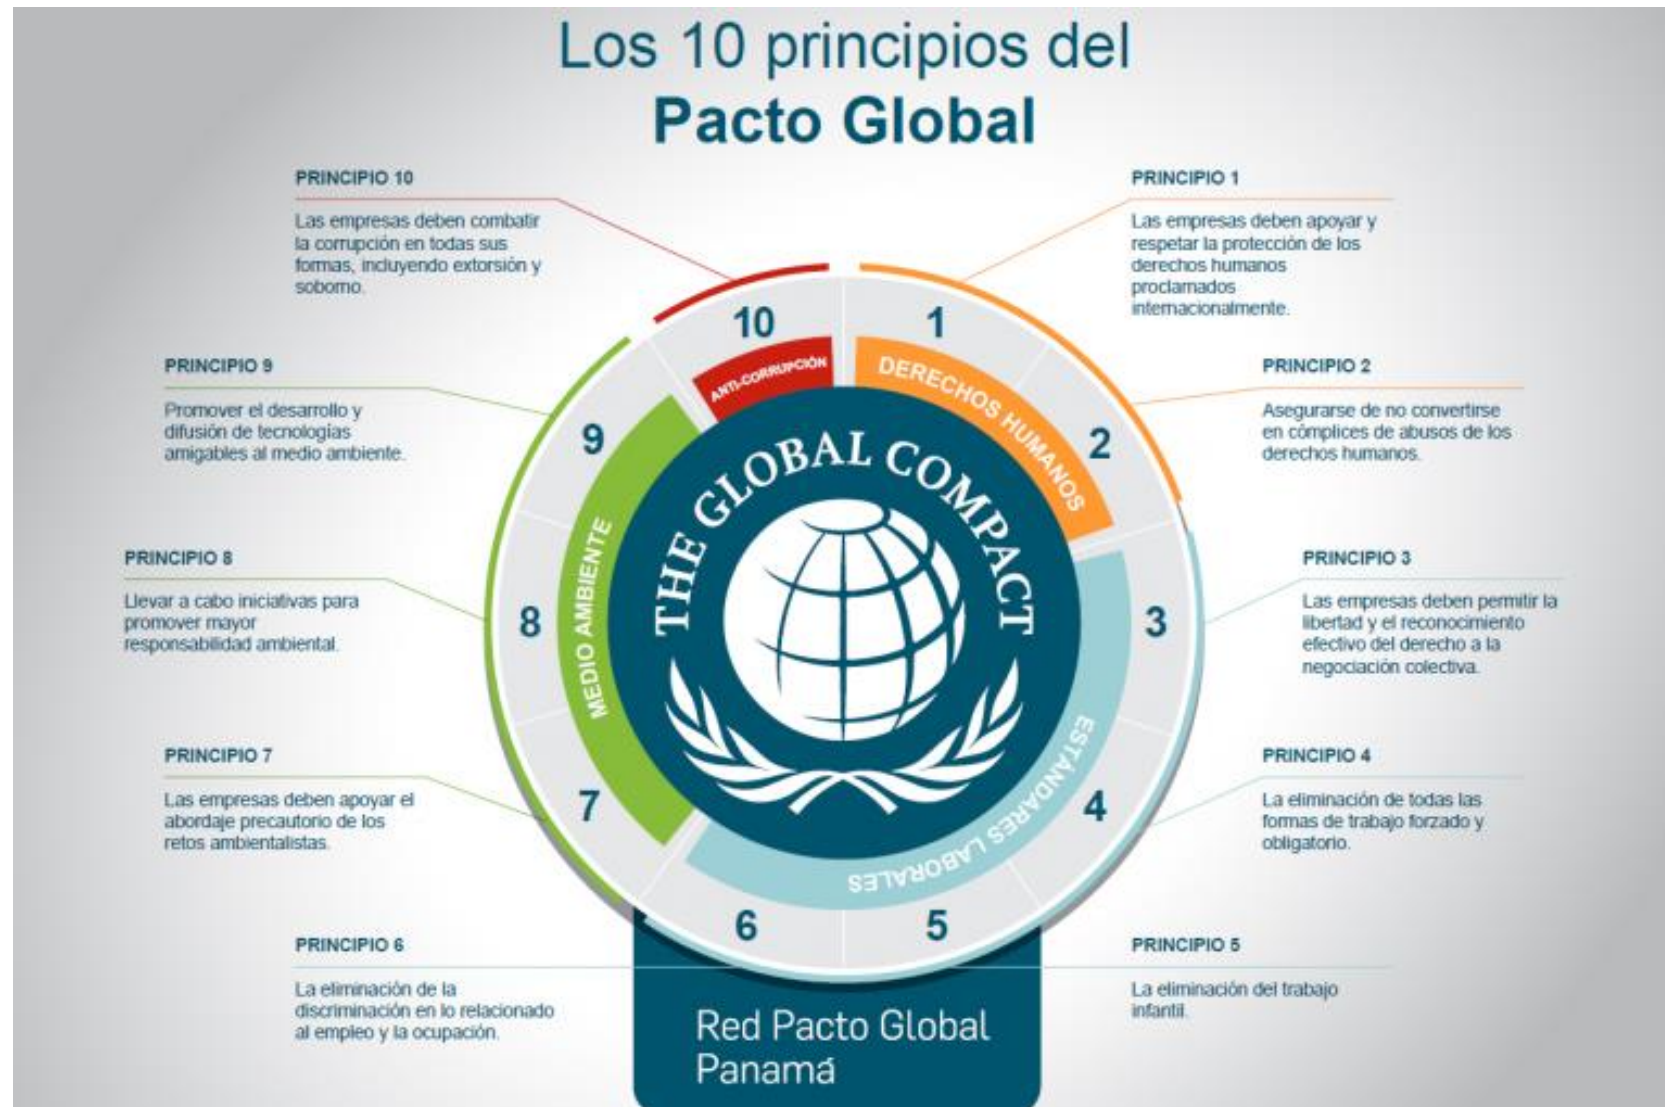 Los 10 principios del
Pacto Global
PRINCIPIO 10
Las empresas deben combatir
la corrupción en todas sus
formas, incluyendo extorsión y
soborno.
PRINCIPIO 1
Las empresas deben apoyar y
respetar la protección de los
derechos humanos
proclamados
internacionalmente.
PRINCIPIO 9
Promover el desarrollo y
difusión de tecnologías
amigables al medio ambiente.
PRINCIPIO 2
Asegurarse de no convertirse
en cómplices de abusos de los
derechos humanos.
PRINCIPIO 8
Llevar a cabo iniciativas para
promover mayor
responsabilidad ambiental.
PRINCIPIO 3
Las empresas deben permitir la
libertad y el reconocimiento
efectivo del derecho a la
negociación colectiva.
PRINCIPIO 7
Las empresas deben apoyar el
abordaje precautorio de los
retos ambientalistas.
PRINCIPIO 4
La eliminación de todas las
formas de trabajo forzado y
obligatorio.
PRINCIPIO 6
La eliminación de la
discriminación en lo relacionado
al empleo y la ocupación.
PRINCIPIO 5
La eliminación del trabajo
infantil.
10
1
2
3
4
5
6
7
8
9
ANTI-CORRUPCIÓN
DERECHOS HUMANOS
ESTÁNDARES LABORALES
MEDIO AMBIENTE
THE GLOBAL COMPACT
Red Pacto Global
Panamá